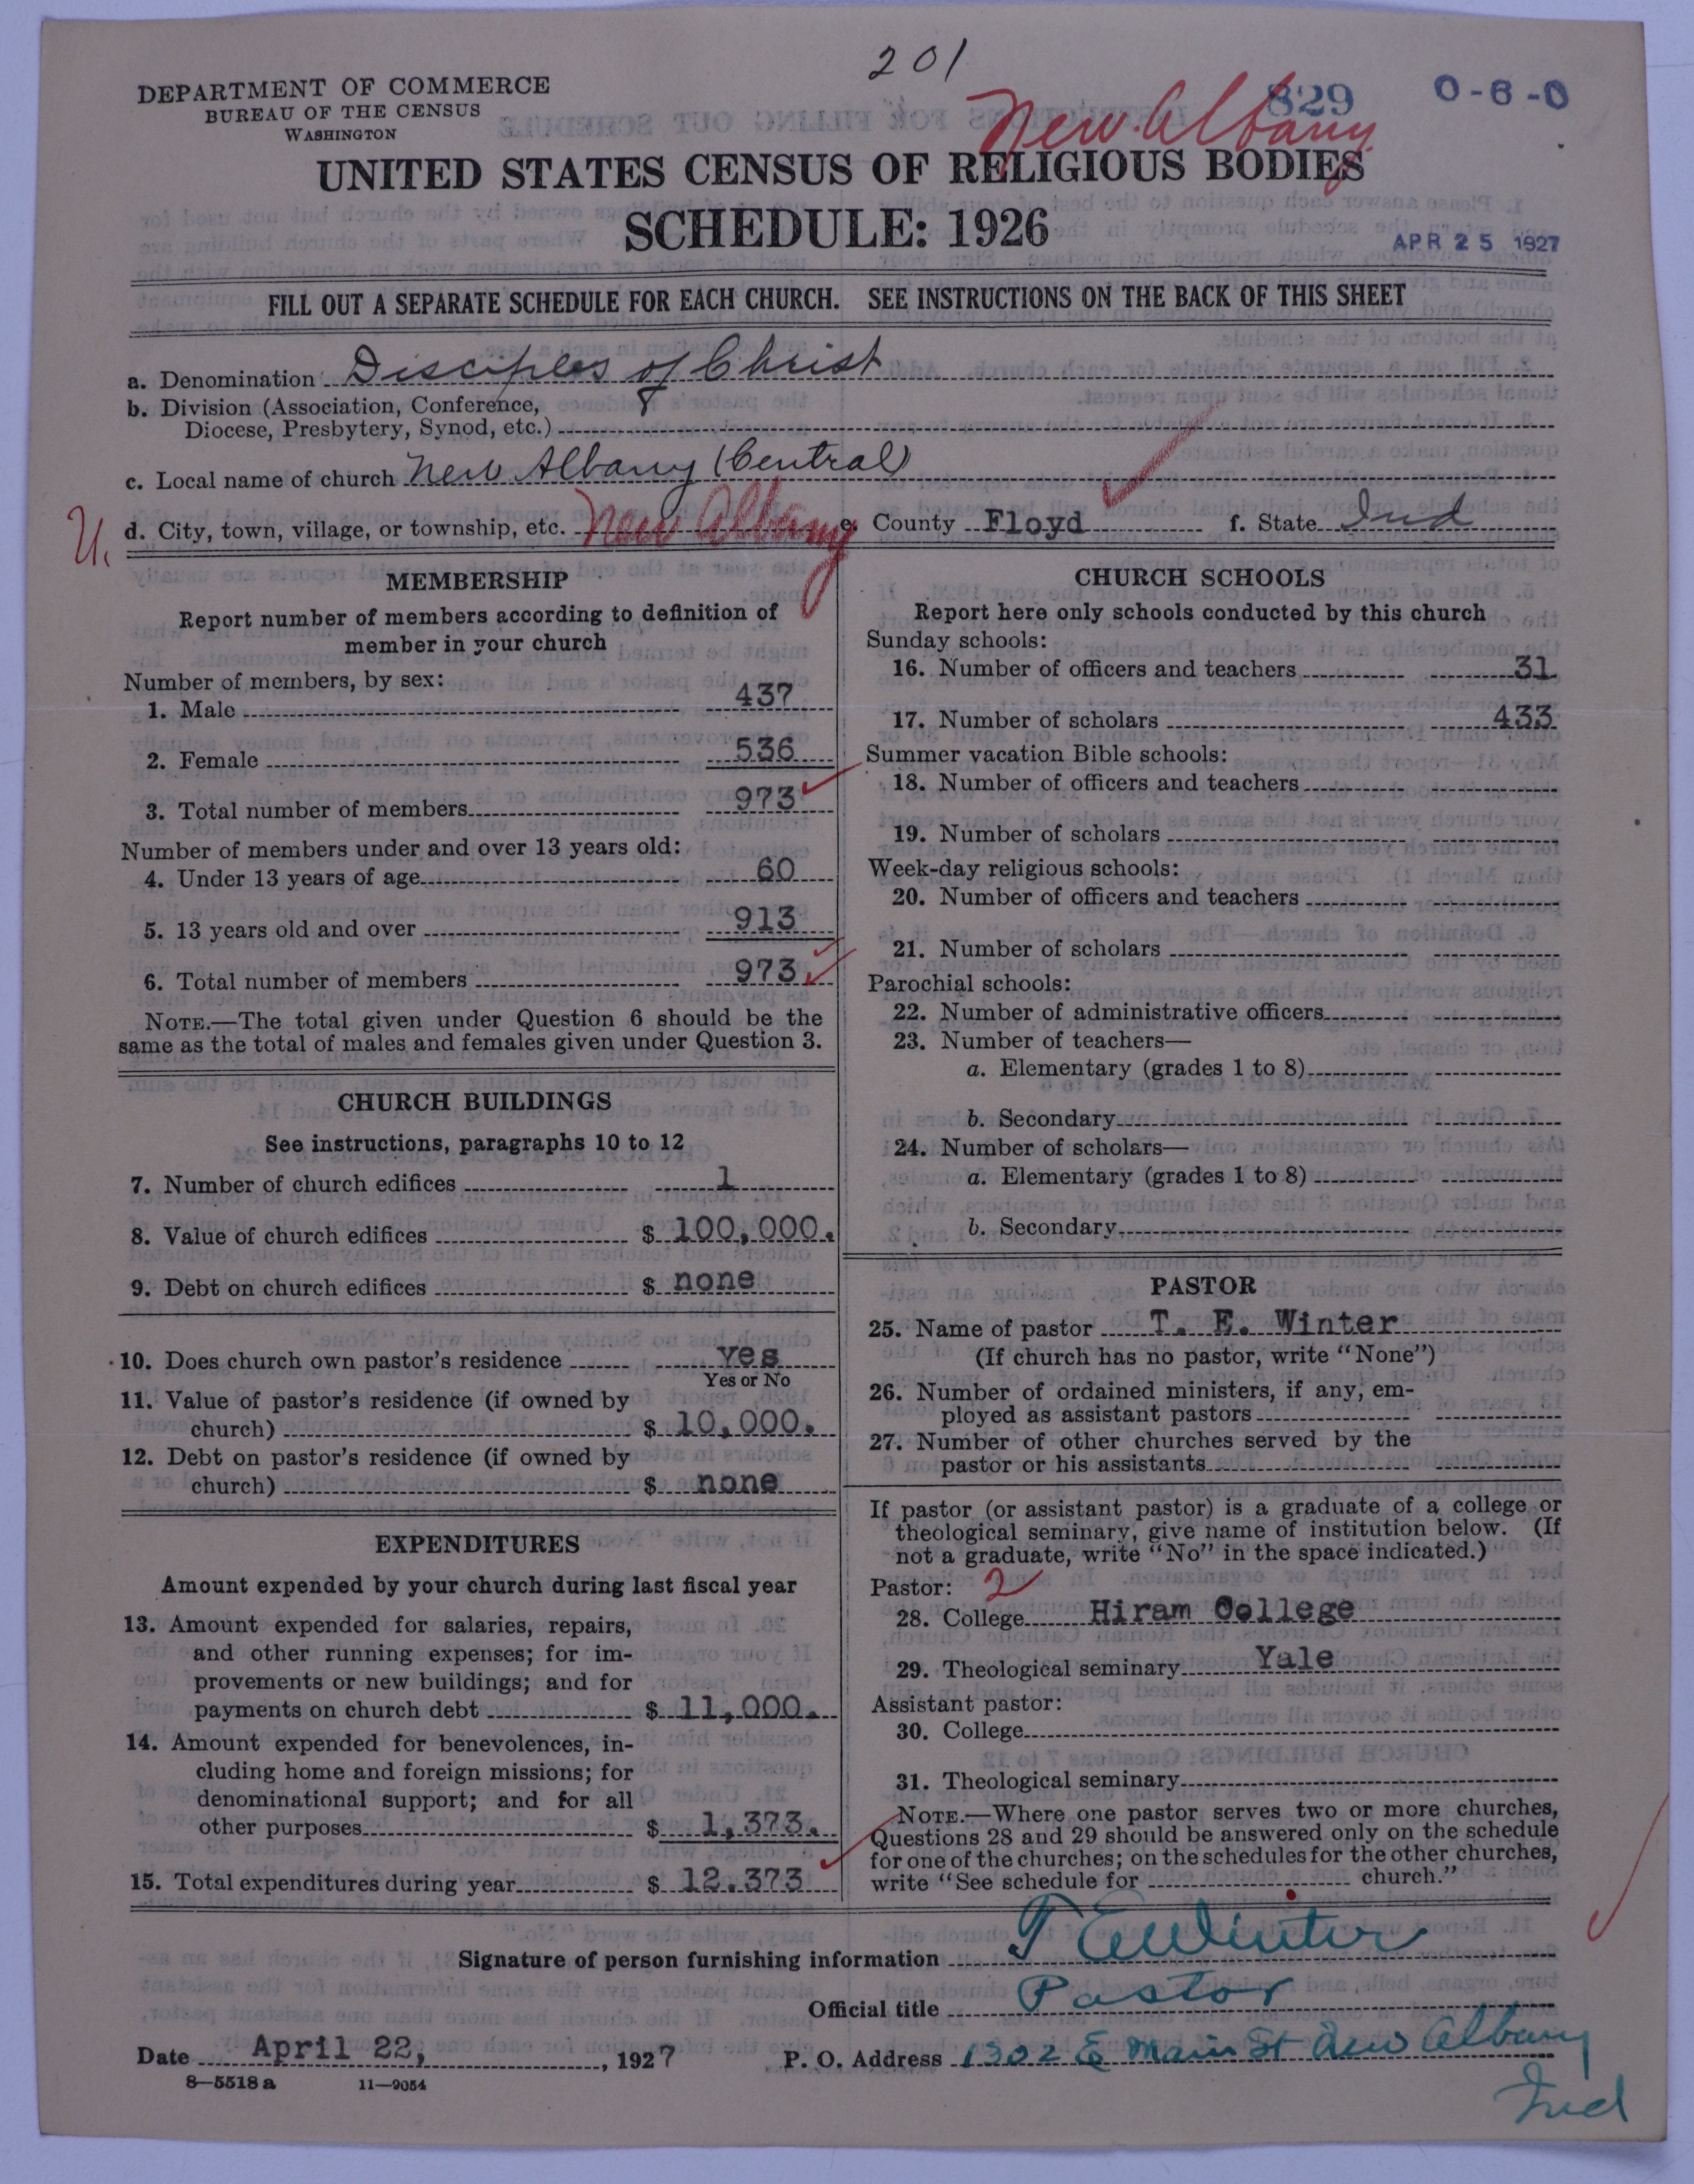 201
DEPARTMENT OF COMMERCE
BUREAU OF THE CENSUS
WASHINGTON
829
0-6-0
New Albany
UNITED STATES CENSUS OF RELIGIOUS BODIES
SCHEDULE: 1926
APR 25 1927
FILL OUT A SEPARATE SCHEDULE FOR EACH CHURCH. SEE INSTRUCTIONS ON THE BACK OF THIS SHEET
a. Denomination Disciples of Christ
b. Division (Association, Conference,
Diocese, Presbytery, Synod, etc.)
c. Local name of church New Albany (Central)
U.
d. City, town, village, or township, etc. New Albany e. County Floyd f. State Ind
MEMBERSHIP
Report number of members according to definition of
member in your church
Number of members, by sex:
1. Male 437
2. Female 536
3. Total number of members 973
Number of members under and over 13 years old:
4. Under 13 years of age 60
5. 13 years old and over 913
6. Total number of members 973
NOTE.—The total given under Question 6 should be the
same as the total of males and females given under Question 3.
CHURCH BUILDINGS
See instructions, paragraphs 10 to 12
7. Number of church edifices 1
8. Value of church edifices $ 100,000.
9. Debt on church edifices $ none
10. Does church own pastor's residence yes
Yes or No
11. Value of pastor's residence (if owned by
church) $ 10,000.
12. Debt on pastor's residence (if owned by
church) $ none
EXPENDITURES
Amount expended by your church during last fiscal year
13. Amount expended for salaries, repairs,
and other running expenses; for im-
provements or new buildings; and for
payments on church debt $ 11,000.
14. Amount expended for benevolences, in-
cluding home and foreign missions; for
denominational support; and for all
other purposes $ 1,373.
15. Total expenditures during year $ 12.373
CHURCH SCHOOLS
Report here only schools conducted by this church
Sunday schools:
16. Number of officers and teachers 31
17. Number of scholars 433
Summer vacation Bible schools:
18. Number of officers and teachers
19. Number of scholars
Week-day religious schools:
20. Number of officers and teachers
21. Number of scholars
Parochial schools:
22. Number of administrative officers
23. Number of teachers—
a. Elementary (grades 1 to 8)
b. Secondary
24. Number of scholars—
a. Elementary (grades 1 to 8)
b. Secondary
PASTOR
25. Name of pastor T. E. Winter
(If church has no pastor, write "None")
26. Number of ordained ministers, if any, em-
ployed as assistant pastors
27. Number of other churches served by the
pastor or his assistants
If pastor (or assistant pastor) is a graduate of a college or
theological seminary, give name of institution below. (If
not a graduate, write "No" in the space indicated.)
Pastor: 2
28. College Hiram College
29. Theological seminary Yale
Assistant pastor:
30. College
31. Theological seminary
NOTE.—Where one pastor serves two or more churches,
Questions 28 and 29 should be answered only on the schedule
for one of the churches; on the schedules for the other churches,
write "See schedule for church."
Signature of person furnishing information T E Winter
Official title Pastor
Date April 22, 1927 P. O. Address 1302 E Main St New Albany
Ind
8—5518 a 11—9054